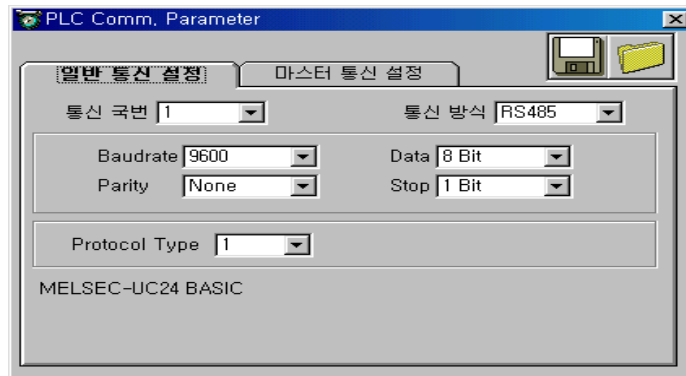 PLC Comm, Parameter
일반 통신 설정 마스터 통신 설정
통신 국번 1 통신 방식 RS485
Baudrate 9600 Data 8 Bit
Parity None Stop 1 Bit
Protocol Type 1
MELSEC-UC24 BASIC